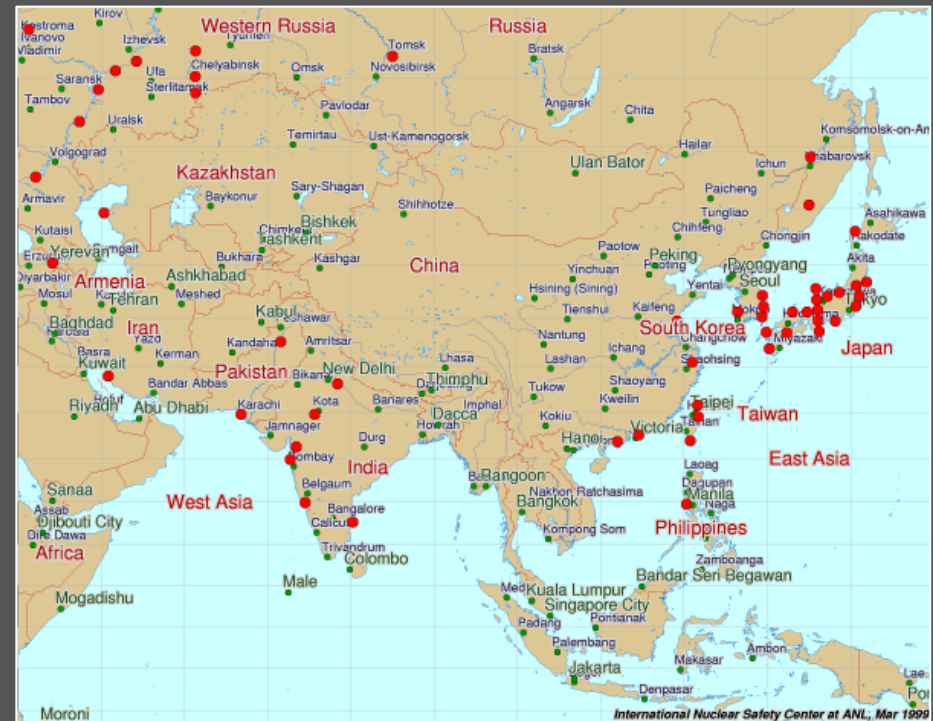 Kirov
Western Russia
Russia
Kostroma
Ivanovo
Vladimir
Izhevsk
Tyumen
Tomsk
Bratsk
Chelyabinsk
Ufa
Omsk
Novosibirsk
Saransk
Sterlitamak
Tambov
Pavlodar
Angarsk
Chita
Uralsk
Temirtau
Ust-Kamenogorsk
Komsomolsk-on-Am
Volgograd
Hailar
Khabarovsk
Ulan Bator
Ichun
Kazakhstan
Armavir
Baykonur
Sary-Shagan
Shihhotze
Paicheng
Tungliao
Asahikawa
Kutaisi
Bishkek
Tashkent
Chihfeng
Chongjin
Hakodate
Yerevan
Sumgait
Bukhara
Kashgar
China
Paotow
Peking
Yinchuan
Pyongyang
Akita
Diyarbakir
Armenia
Ashkhabad
Seoul
Mosul
Tehran
Meshed
Hsining (Sining)
Yentai
Tokyo
Kabul
Peshawar
Tienshui
Kaifeng
Baghdad
Iran
South Korea
Yazd
Kandahar
Amritsar
Nantung
Changchow
Miyazaki
Basra
Kerman
Lhasa
Lashan
Ichang
Shaohsing
Japan
Kuwait
Pakistan
New Delhi
Thimphu
Bandar Abbas
Tukow
Shaoyang
Riyadh
Hofuf
Abu Dhabi
Karachi
Kota
Banares
Dacca
Imphal
Kweilin
Taipei
Taiwan
Jamnager
Howrah
Kokiu
Victoria
Durg
Hanoi
Bombay
India
East Asia
Laoag
Sanaa
West Asia
Belgaum
Rangoon
Nakhon Ratchasima
Dagupan
Manila
Assab
Bangalore
Bangkok
Naga
Djibouti City
Calicut
Kompong Som
Philippines
Dire Dawa
Africa
Trivandrum
Colombo
Zamboanga
Male
Bandar Seri Begawan
Kuala Lumpur
Mogadishu
Singapore City
Padang
Pontianak
Palembang
Ambon
Makasar
Jakarta
Lae
Denpasar
Moroni
International Nuclear Safety Center at ANL, Mar 1999